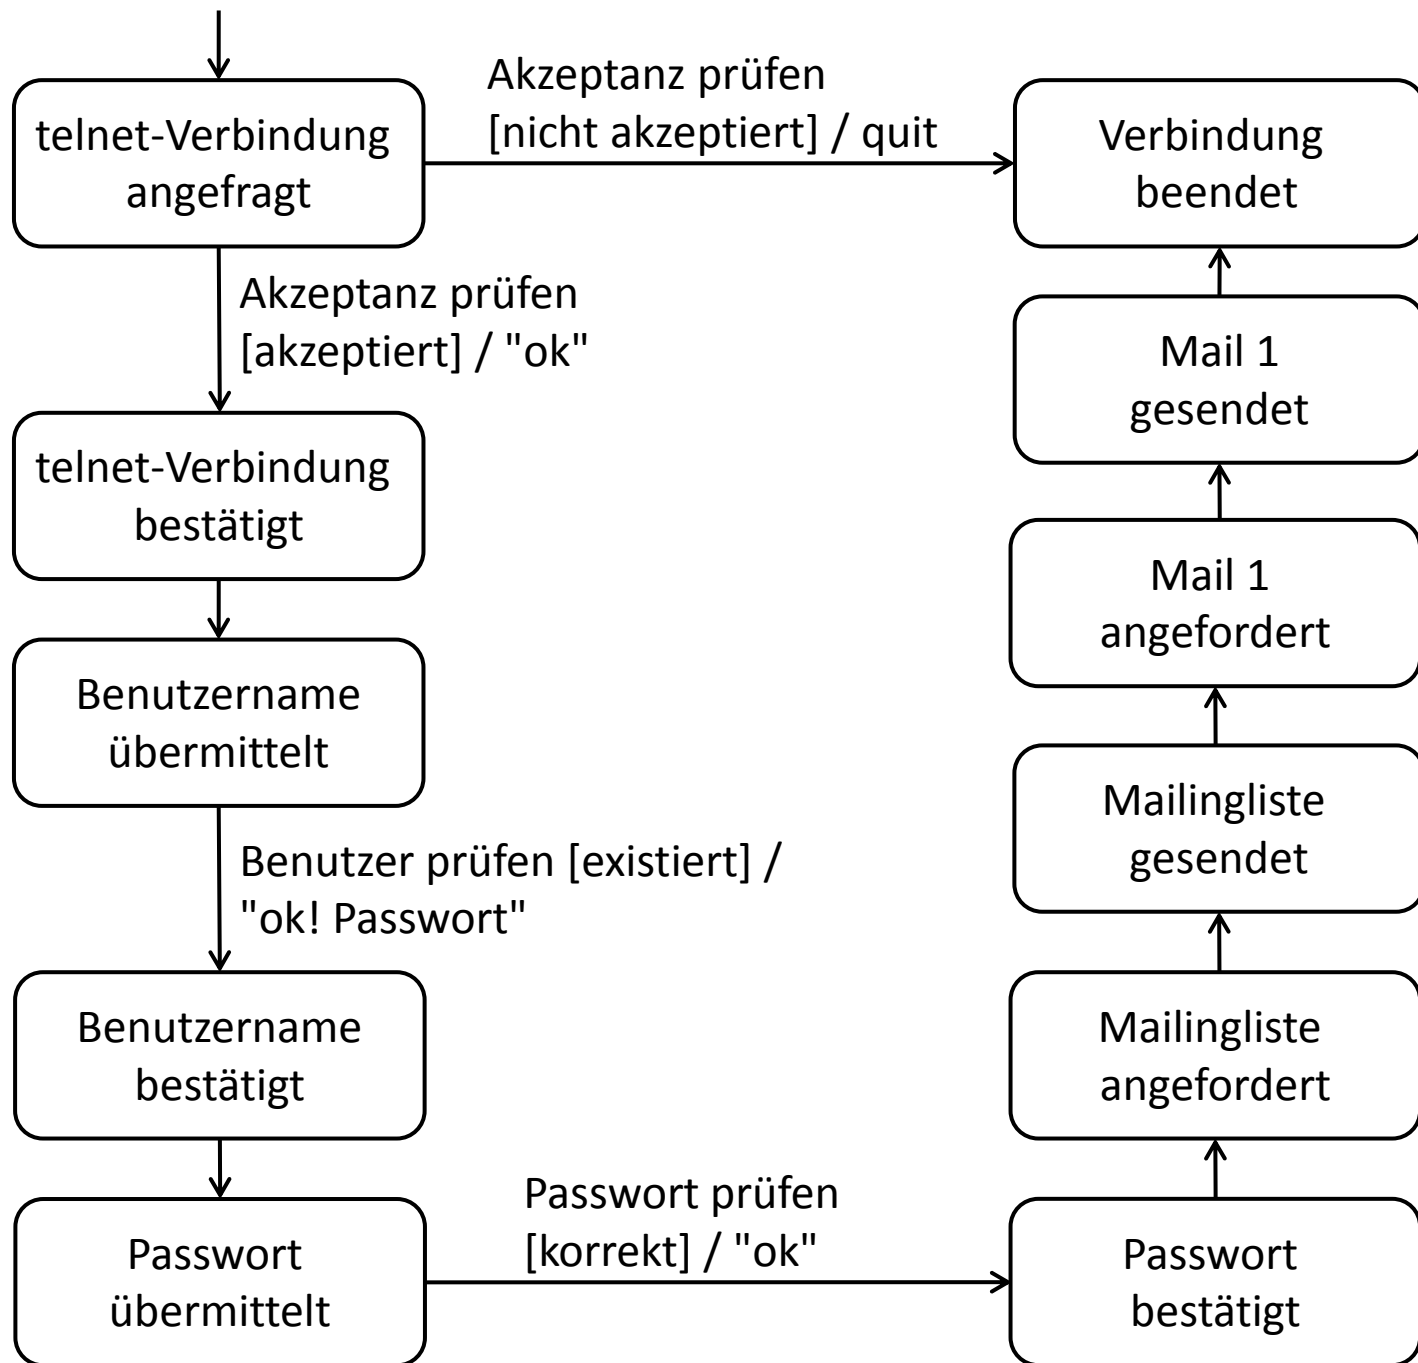 telnet-Verbindung
angefragt
Akzeptanz prüfen
[nicht akzeptiert] / quit
Verbindung
beendet
Akzeptanz prüfen
[akzeptiert] / "ok"
Mail 1
gesendet
telnet-Verbindung
bestätigt
Mail 1
angefordert
Benutzername
übermittelt
Mailingliste
gesendet
Benutzer prüfen [existiert] /
"ok! Passwort"
Benutzername
bestätigt
Mailingliste
angefordert
Passwort
übermittelt
Passwort prüfen
[korrekt] / "ok"
Passwort
bestätigt